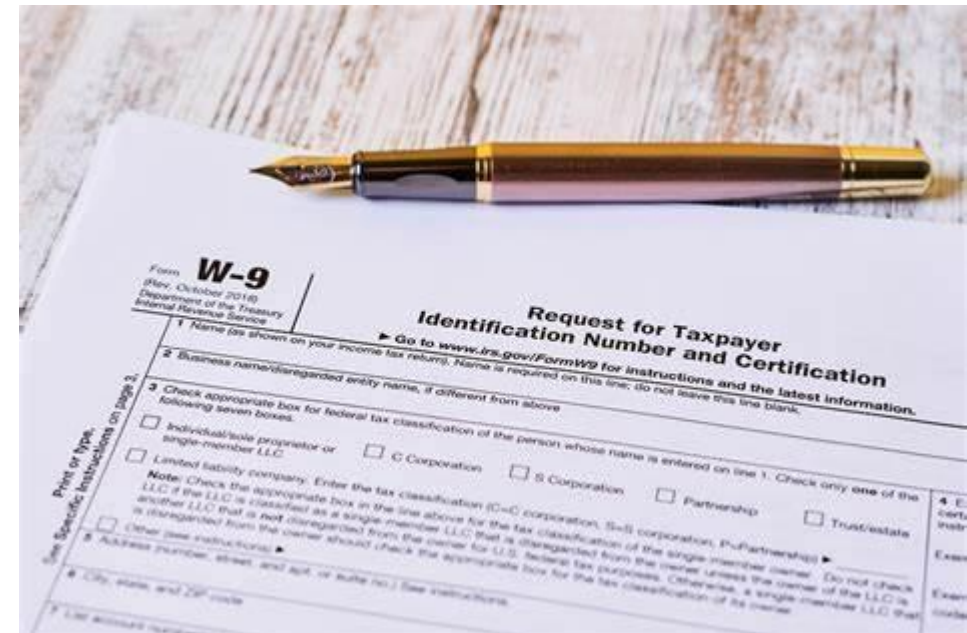 Form W-9
(Rev. October 2018)
Department of the Treasury
Internal Revenue Service
Request for Taxpayer
Identification Number and Certification
► Go to www.irs.gov/FormW9 for instructions and the latest information.
Print or type.
See Specific Instructions on page 3.
1 Name (as shown on your income tax return). Name is required on this line; do not leave this line blank.
2 Business name/disregarded entity name, if different from above
3 Check appropriate box for federal tax classification of the person whose name is entered on line 1. Check only one of the
following seven boxes.
Individual/sole proprietor or
single-member LLC
C Corporation
S Corporation
Partnership
Trust/estate
Limited liability company. Enter the tax classification (C=C corporation, S=S corporation, P=Partnership) ►
Note: Check the appropriate box in the line above for the tax classification of the single-member owner. Do not check
LLC if the LLC is classified as a single-member LLC that is disregarded from the owner unless the owner of the LLC is
another LLC that is not disregarded from the owner for U.S. federal tax purposes. Otherwise, a single-member LLC that
is disregarded from the owner should check the appropriate box for the tax classification of its owner.
Other (see instructions) ►
4
5 Address (number, street, and apt. or suite no.) See instructions.
6 City, state, and ZIP code
7 List account